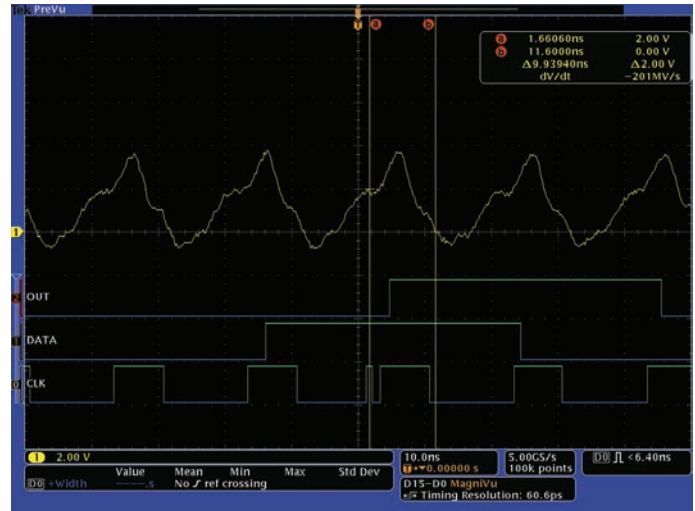 Tek PreVu
T a b
a 1.66060ns 2.00 V
b 11.6000ns 0.00 V
Δ9.93940ns Δ2.00 V
dV/dt -201MV/s
1
2 OUT
1 DATA
0 CLK
1 2.00 V
Value Mean Min Max Std Dev
D0 +Width ----.s No ref crossing
10.0ns
T→▼0.00000 s
5.00GS/s
100k points
D0 <6.40ns
D15-D0 MagniVu
Timing Resolution: 60.6ps